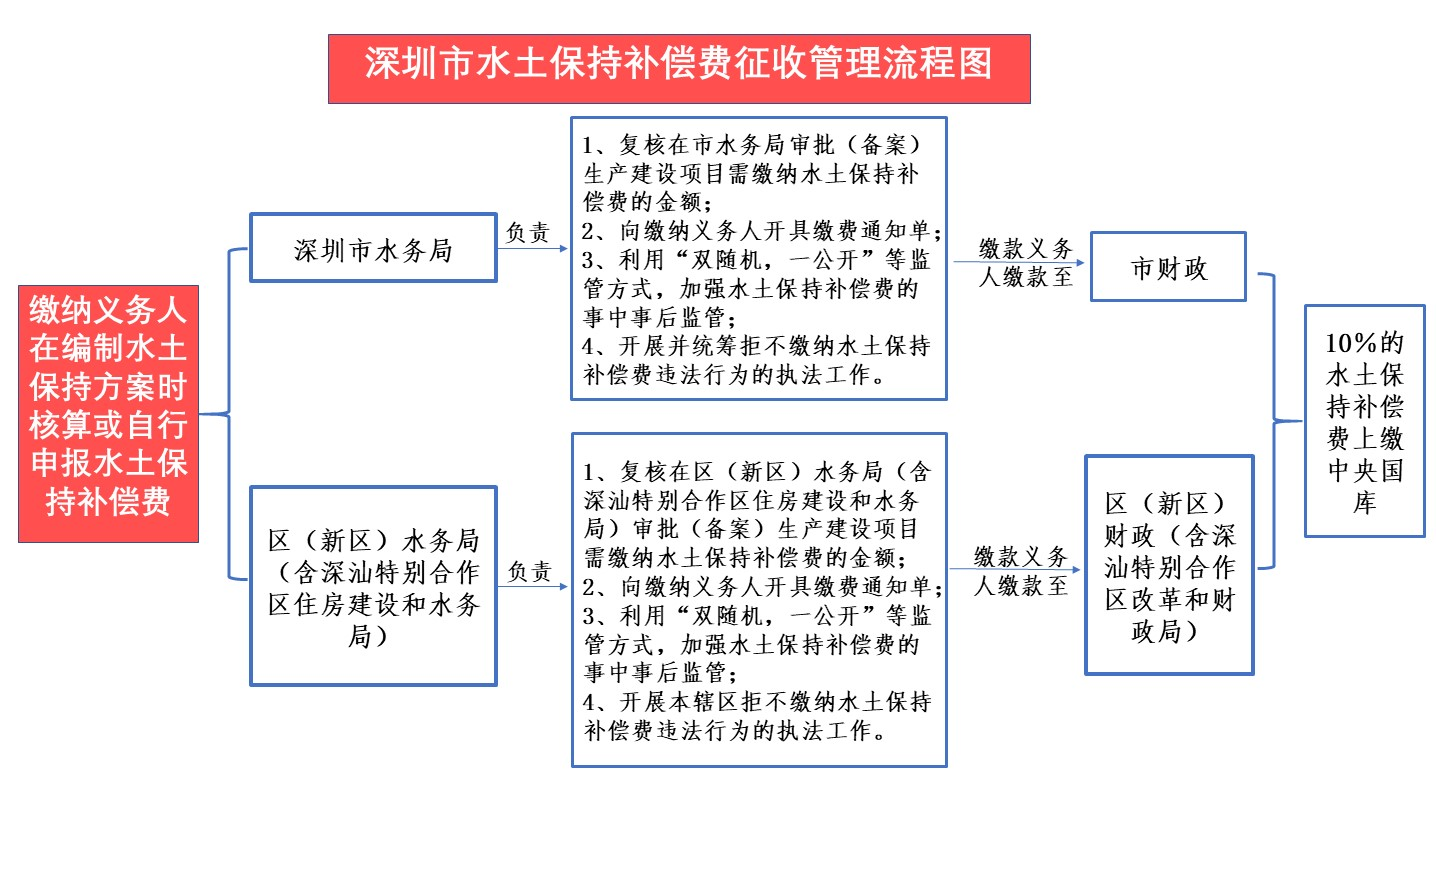 深圳市水土保持补偿费征收管理流程图
缴纳义务人
在编制水土
保持方案时
核算或自行
申报水土保
持补偿费
深圳市水务局
负责
1、复核在市水务局审批（备案）
生产建设项目需缴纳水土保持补
偿费的金额；
2、向缴纳义务人开具缴费通知单；
3、利用“双随机，一公开”等监
管方式，加强水土保持补偿费的
事中事后监管；
4、开展并统筹拒不缴纳水土保持
补偿费违法行为的执法工作。
缴款义务
人缴款至
市财政
区（新区）水务局
（含深汕特别合作
区住房建设和水务
局）
负责
1、复核在区（新区）水务局（含
深汕特别合作区住房建设和水务
局）审批（备案）生产建设项目
需缴纳水土保持补偿费的金额；
2、向缴纳义务人开具缴费通知单；
3、利用“双随机，一公开”等监
管方式，加强水土保持补偿费的
事中事后监管；
4、开展本辖区拒不缴纳水土保持
补偿费违法行为的执法工作。
缴款义务
人缴款至
区（新区）
财政（含深
汕特别合作
区改革和财
政局）
10%的
水土保
持补偿
费上缴
中央国
库